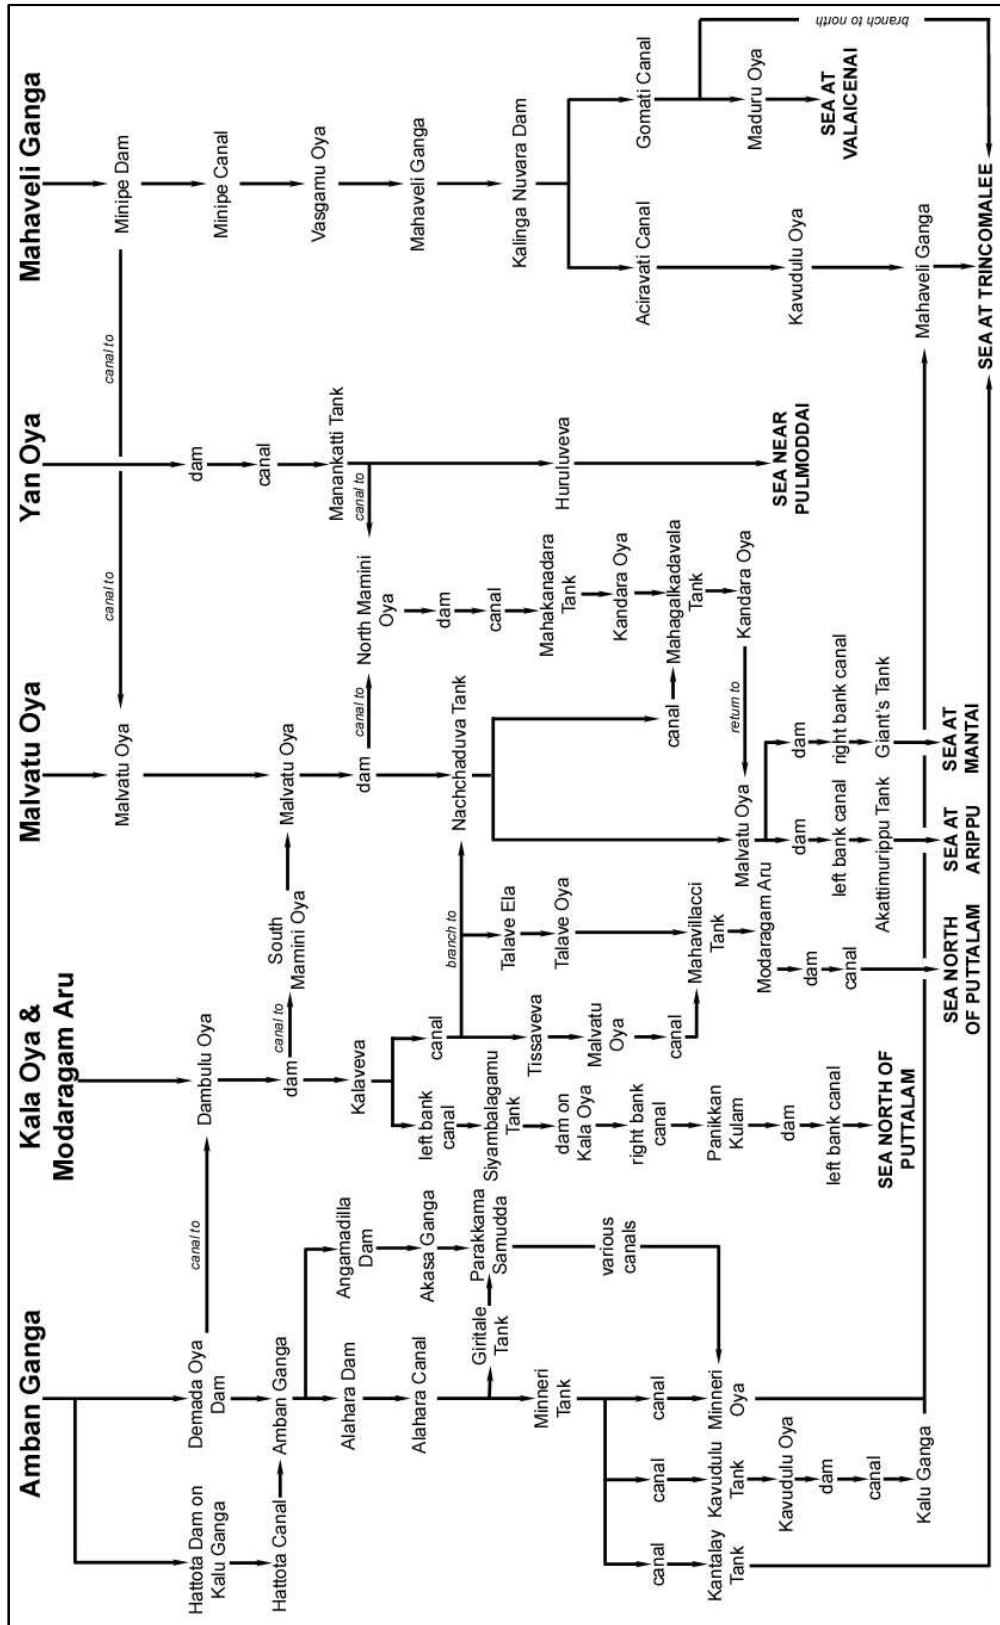 Amban Ganga
Kala Oya &
Modaragam Aru
Malvatu Oya
Yan Oya
Mahaveli Ganga
Hattota Dam on
Kalu Ganga
Hattota Canal
Demada Oya
Dam
canal to
Amban Ganga
Angamadilla
Dam
Akasa Ganga
Parakkama
Samudda
various
canals
Alahara Dam
Alahara Canal
Giritale
Tank
Minneri
Tank
canal
Kantalay
Tank
canal
Kavudulu
Tank
Kavudulu Oya
dam
canal
Kalu Ganga
canal
Minneri
Oya
Dambulu Oya
dam
canal to
South
Mamini Oya
Kalaveva
left bank
canal
Siyambalagamu
Tank
dam on
Kala Oya
right bank
canal
Panikkan
Kulam
dam
left bank canal
SEA NORTH OF
PUTTALAM
canal
branch to
Tissaveva
Malvatu
Oya
canal
Talave Ela
Talave Oya
Mahavillacci
Tank
Modaragam Aru
dam
canal
SEA NORTH
OF PUTTALAM
Malvatu Oya
Malvatu Oya
dam
canal to
Nachchaduva Tank
canal
Malvatu Oya
dam
left bank canal
Akattimurippu Tank
SEA AT
ARIPPU
dam
right bank canal
Giant's Tank
SEA AT
MANTAI
canal to
canal to
North Mamini
Oya
dam
canal
Mahakanadara
Tank
Kandara Oya
Mahagalkadavala
Tank
Kandara Oya
return to
dam
canal
Manankatti Tank
canal to
Huruluveva
SEA NEAR
PULMODDAI
Minipe Dam
Minipe Canal
Vasgamu Oya
Mahaveli Ganga
Kalinga Nuvara Dam
Aciravati Canal
Kavudulu Oya
Mahaveli Ganga
Gomati Canal
Maduru Oya
SEA AT
VALAICENAI
branch to north
SEA AT TRINCOMALEE